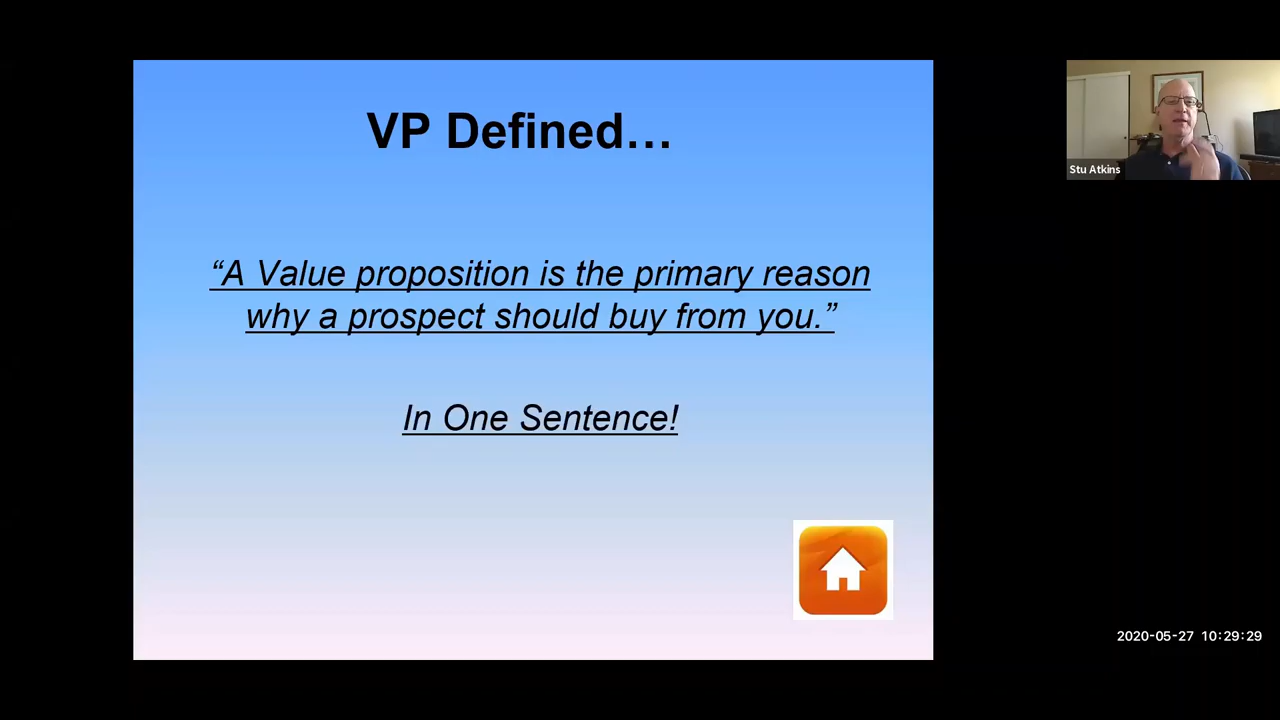 VP Defined…
“A Value proposition is the primary reason
why a prospect should buy from you.”
In One Sentence!
Stu Atkins
2020-05-27 10:29:29